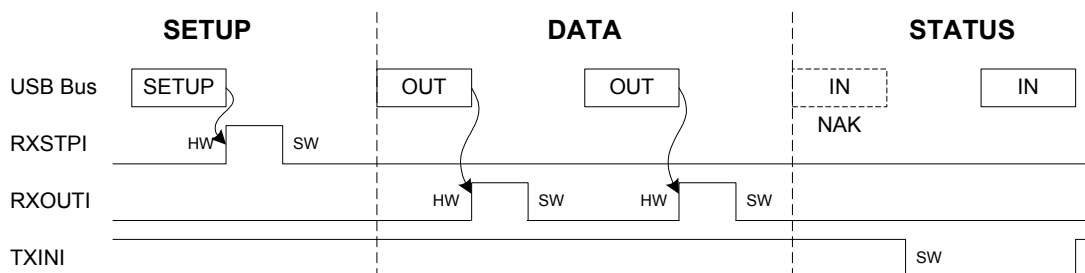 SETUP DATA STATUS
USB Bus SETUP OUT OUT IN IN
NAK
RXSTPI HW SW
RXOUTI HW SW HW SW
TXINI SW